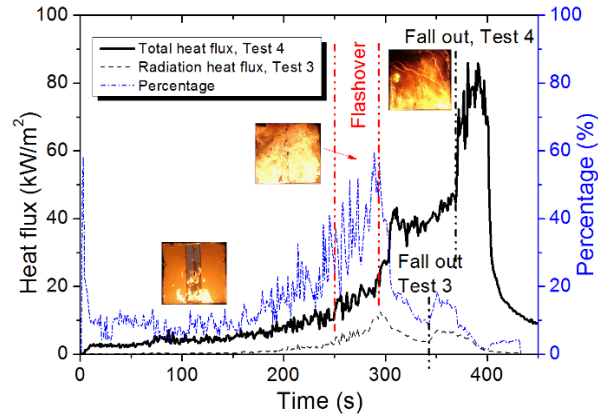 Total heat flux, Test 4
Radiation heat flux, Test 3
Percentage
Flashover
Fall out, Test 4
Fall out
Test 3
Heat flux (kW/m²)
100
80
60
40
20
0
Percentage (%)
100
80
60
40
20
0
0
100
200
300
400
Time (s)